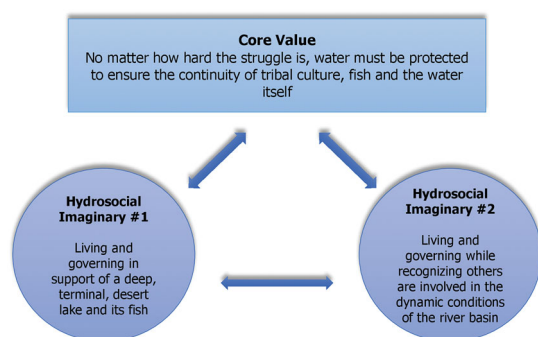 Core Value
No matter how hard the struggle is, water must be protected
to ensure the continuity of tribal culture, fish and the water
itself
Hydrosocial
Imaginary #1
Living and
governing in
support of a deep,
terminal, desert
lake and its fish
Hydrosocial
Imaginary #2
Living and
governing while
recognizing others
are involved in the
dynamic conditions
of the river basin